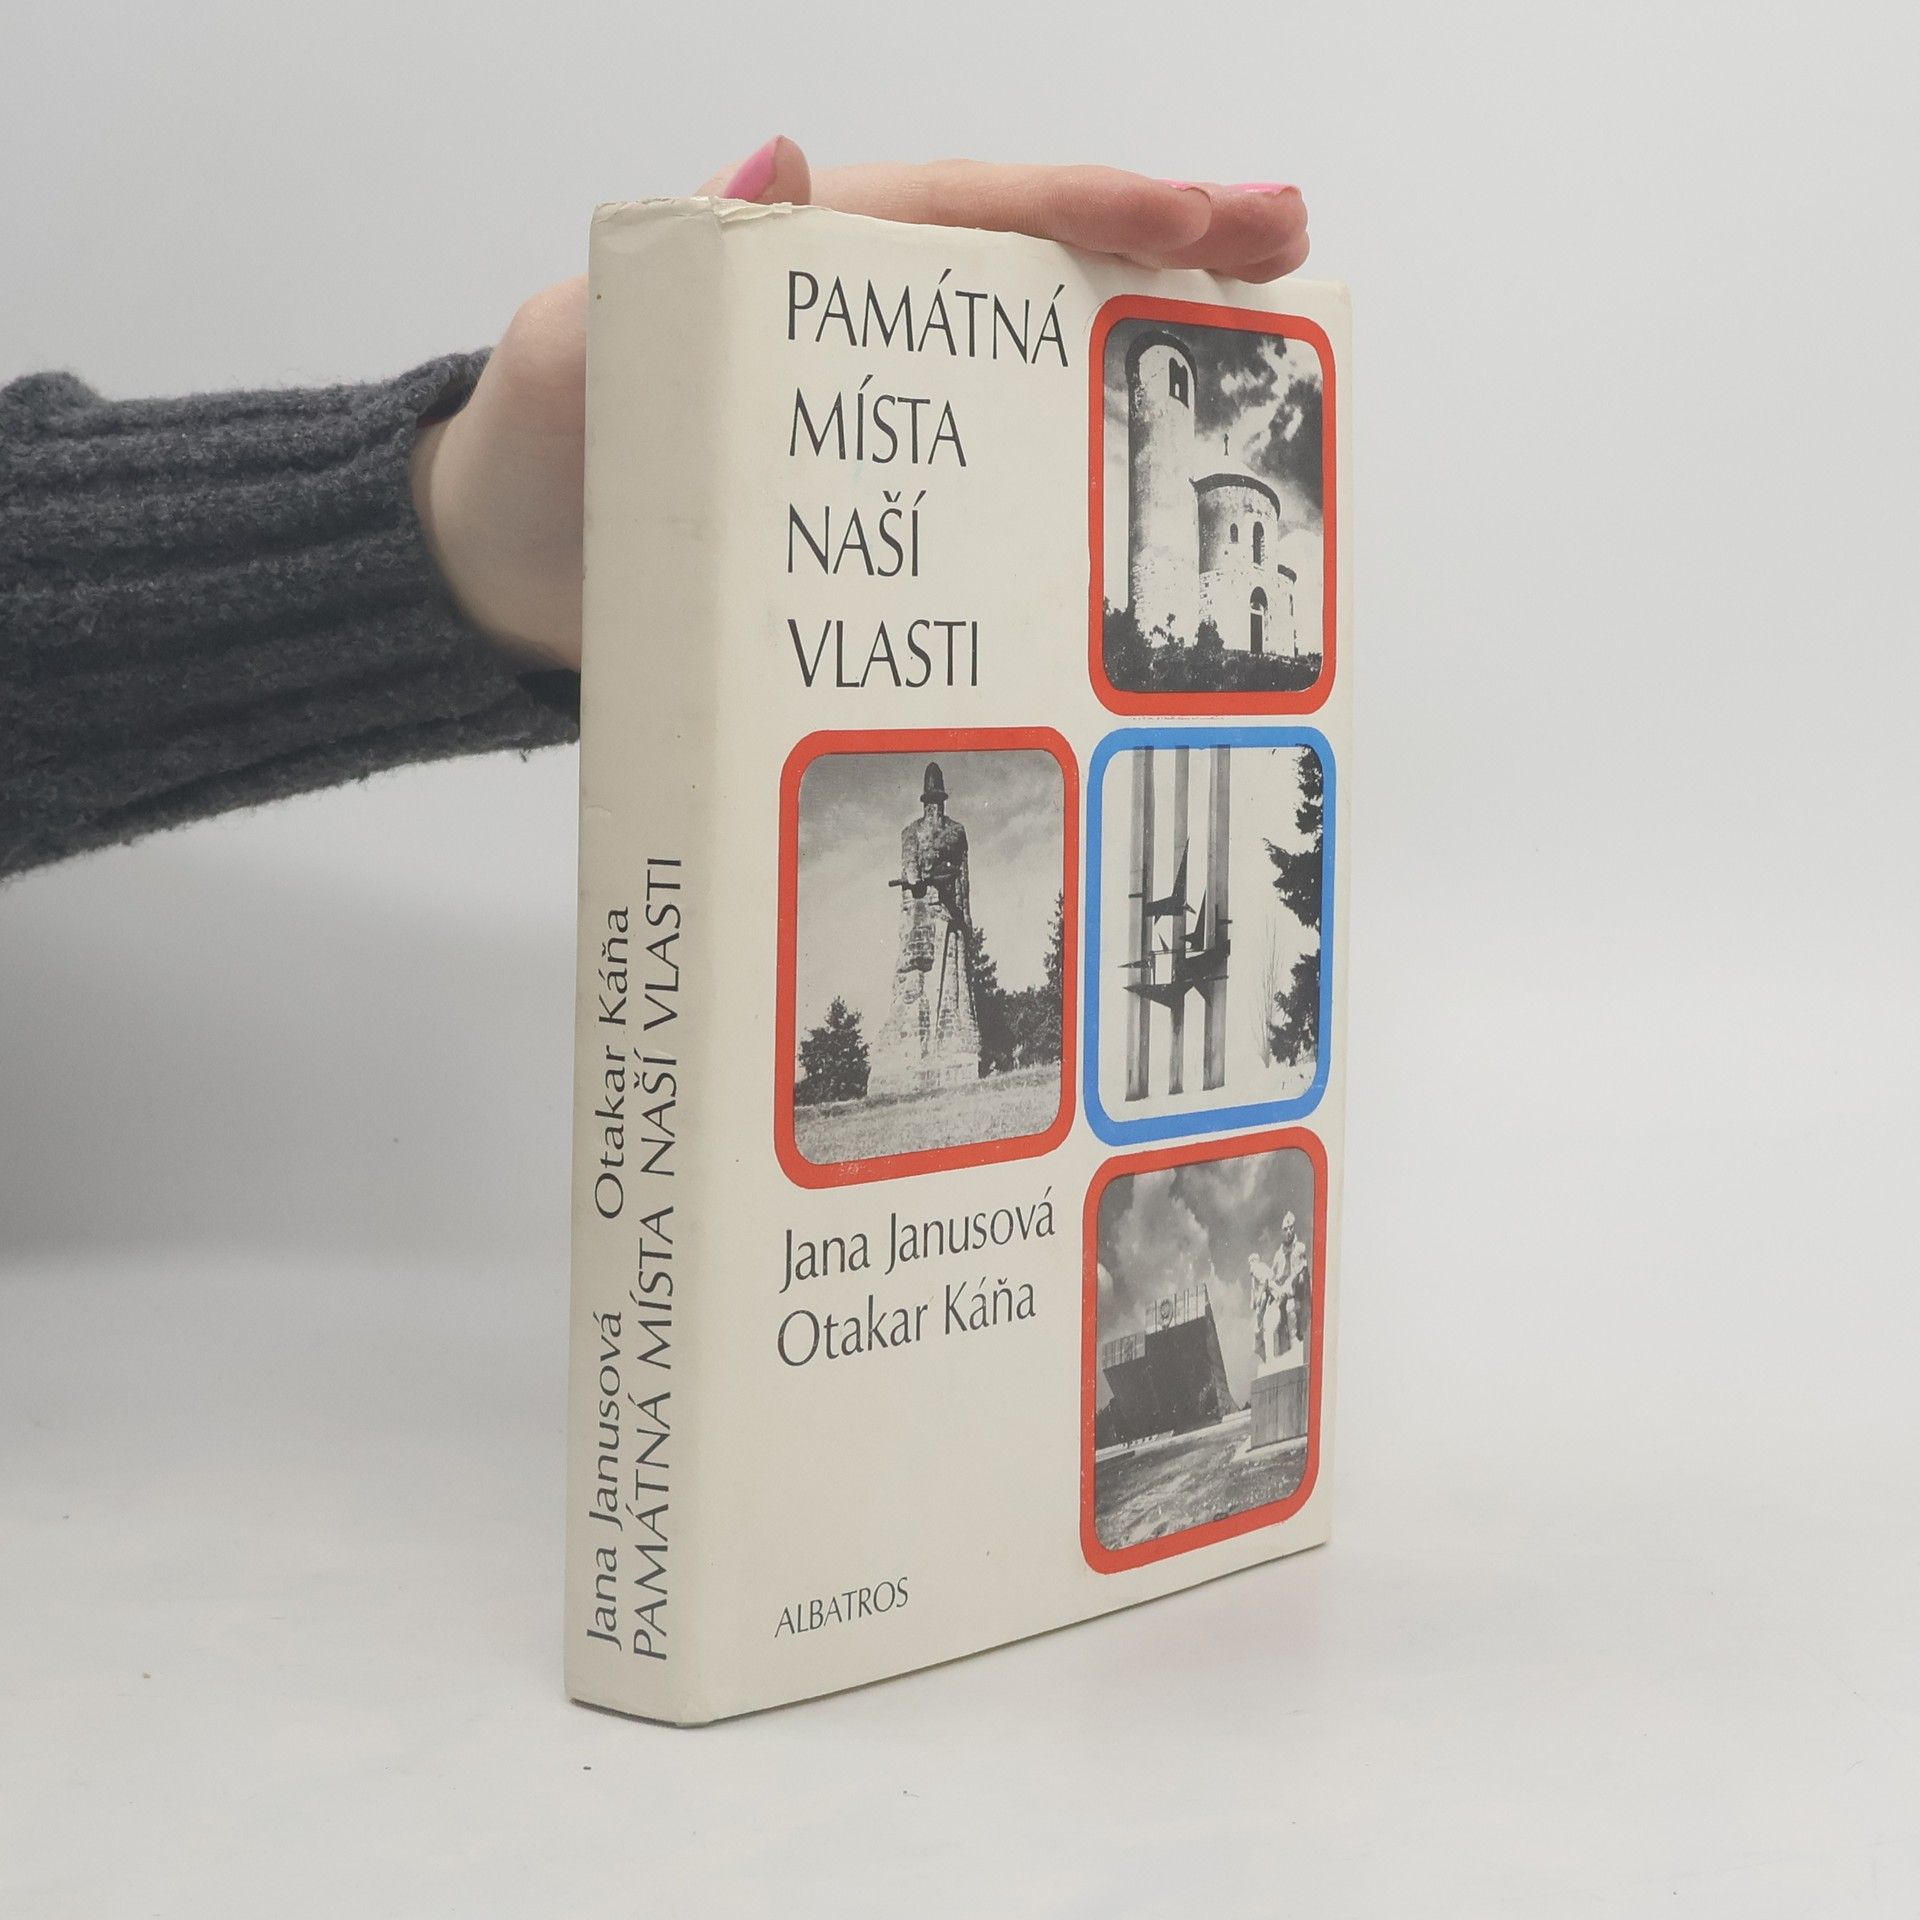 PAMÁTNÁ
MÍSTA
NAŠÍ
VLASTI
Jana Janusová
Otakar Káňa
ALBATROS
Jana Janusová Otakar Káňa
PAMÁTNÁ MÍSTA NAŠÍ VLASTI